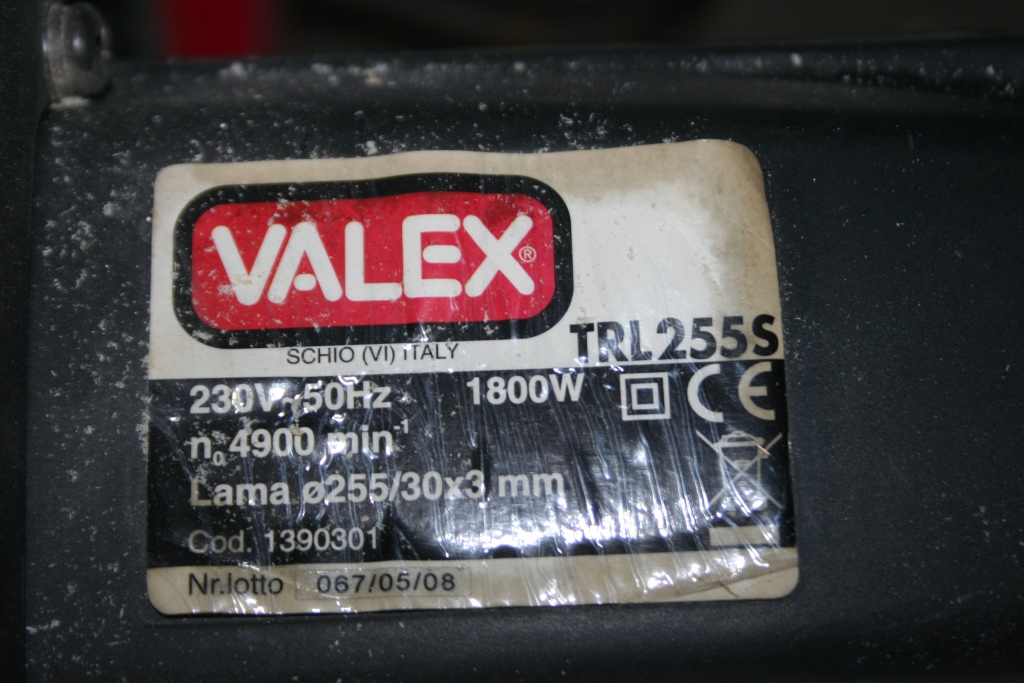 VALEX®
SCHIO (VI) ITALY
TRL255S
230V~50Hz 1800W
n₀ 4900 min⁻¹
Lama ø255/30x3 mm
Cod. 1390301
Nr.lotto 067/05/08
CE